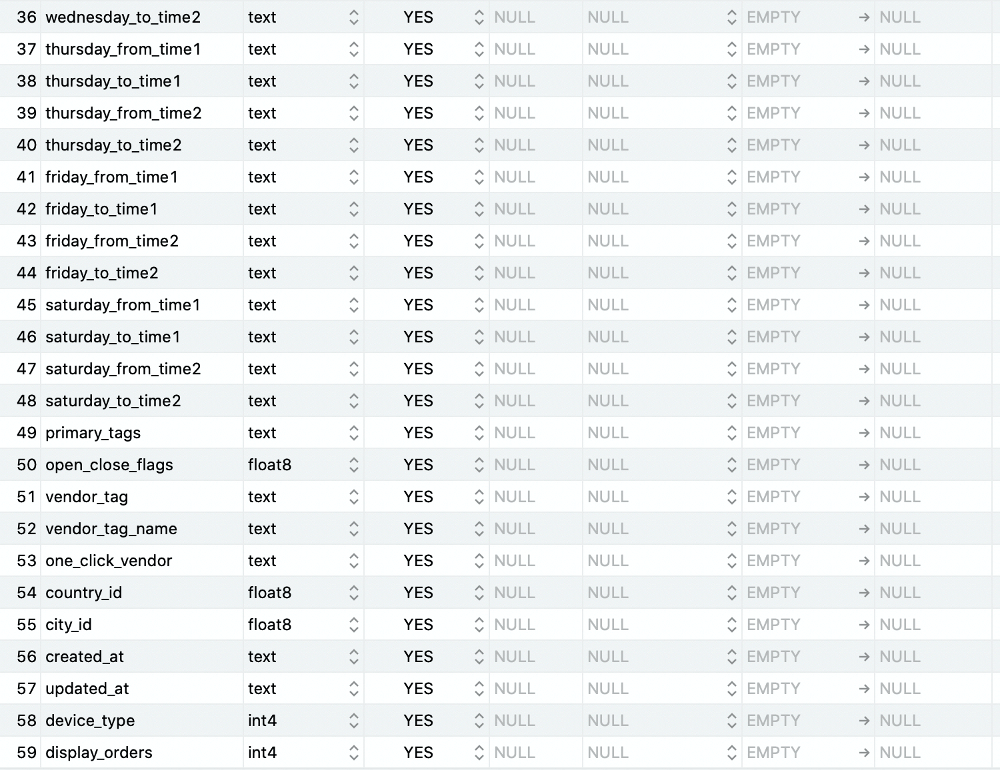 36 wednesday_to_time2 text YES NULL NULL EMPTY → NULL
37 thursday_from_time1 text YES NULL NULL EMPTY → NULL
38 thursday_to_time1 text YES NULL NULL EMPTY → NULL
39 thursday_from_time2 text YES NULL NULL EMPTY → NULL
40 thursday_to_time2 text YES NULL NULL EMPTY → NULL
41 friday_from_time1 text YES NULL NULL EMPTY → NULL
42 friday_to_time1 text YES NULL NULL EMPTY → NULL
43 friday_from_time2 text YES NULL NULL EMPTY → NULL
44 friday_to_time2 text YES NULL NULL EMPTY → NULL
45 saturday_from_time1 text YES NULL NULL EMPTY → NULL
46 saturday_to_time1 text YES NULL NULL EMPTY → NULL
47 saturday_from_time2 text YES NULL NULL EMPTY → NULL
48 saturday_to_time2 text YES NULL NULL EMPTY → NULL
49 primary_tags text YES NULL NULL EMPTY → NULL
50 open_close_flags float8 YES NULL NULL EMPTY → NULL
51 vendor_tag text YES NULL NULL EMPTY → NULL
52 vendor_tag_name text YES NULL NULL EMPTY → NULL
53 one_click_vendor text YES NULL NULL EMPTY → NULL
54 country_id float8 YES NULL NULL EMPTY → NULL
55 city_id float8 YES NULL NULL EMPTY → NULL
56 created_at text YES NULL NULL EMPTY → NULL
57 updated_at text YES NULL NULL EMPTY → NULL
58 device_type int4 YES NULL NULL EMPTY → NULL
59 display_orders int4 YES NULL NULL EMPTY → NULL